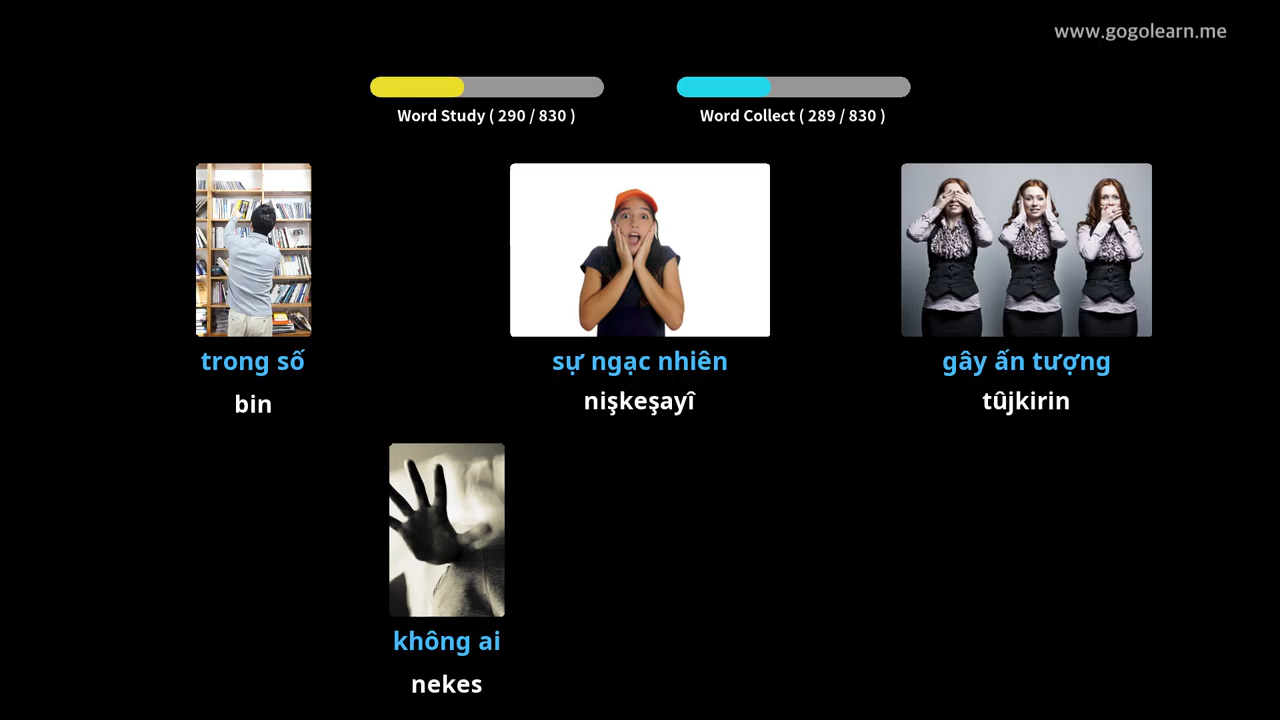 www.gogolearn.me
Word Study ( 290 / 830 )
Word Collect ( 289 / 830 )
trong số
bin
sự ngạc nhiên
nişkeşayî
gây ấn tượng
tûjkirin
không ai
nekes